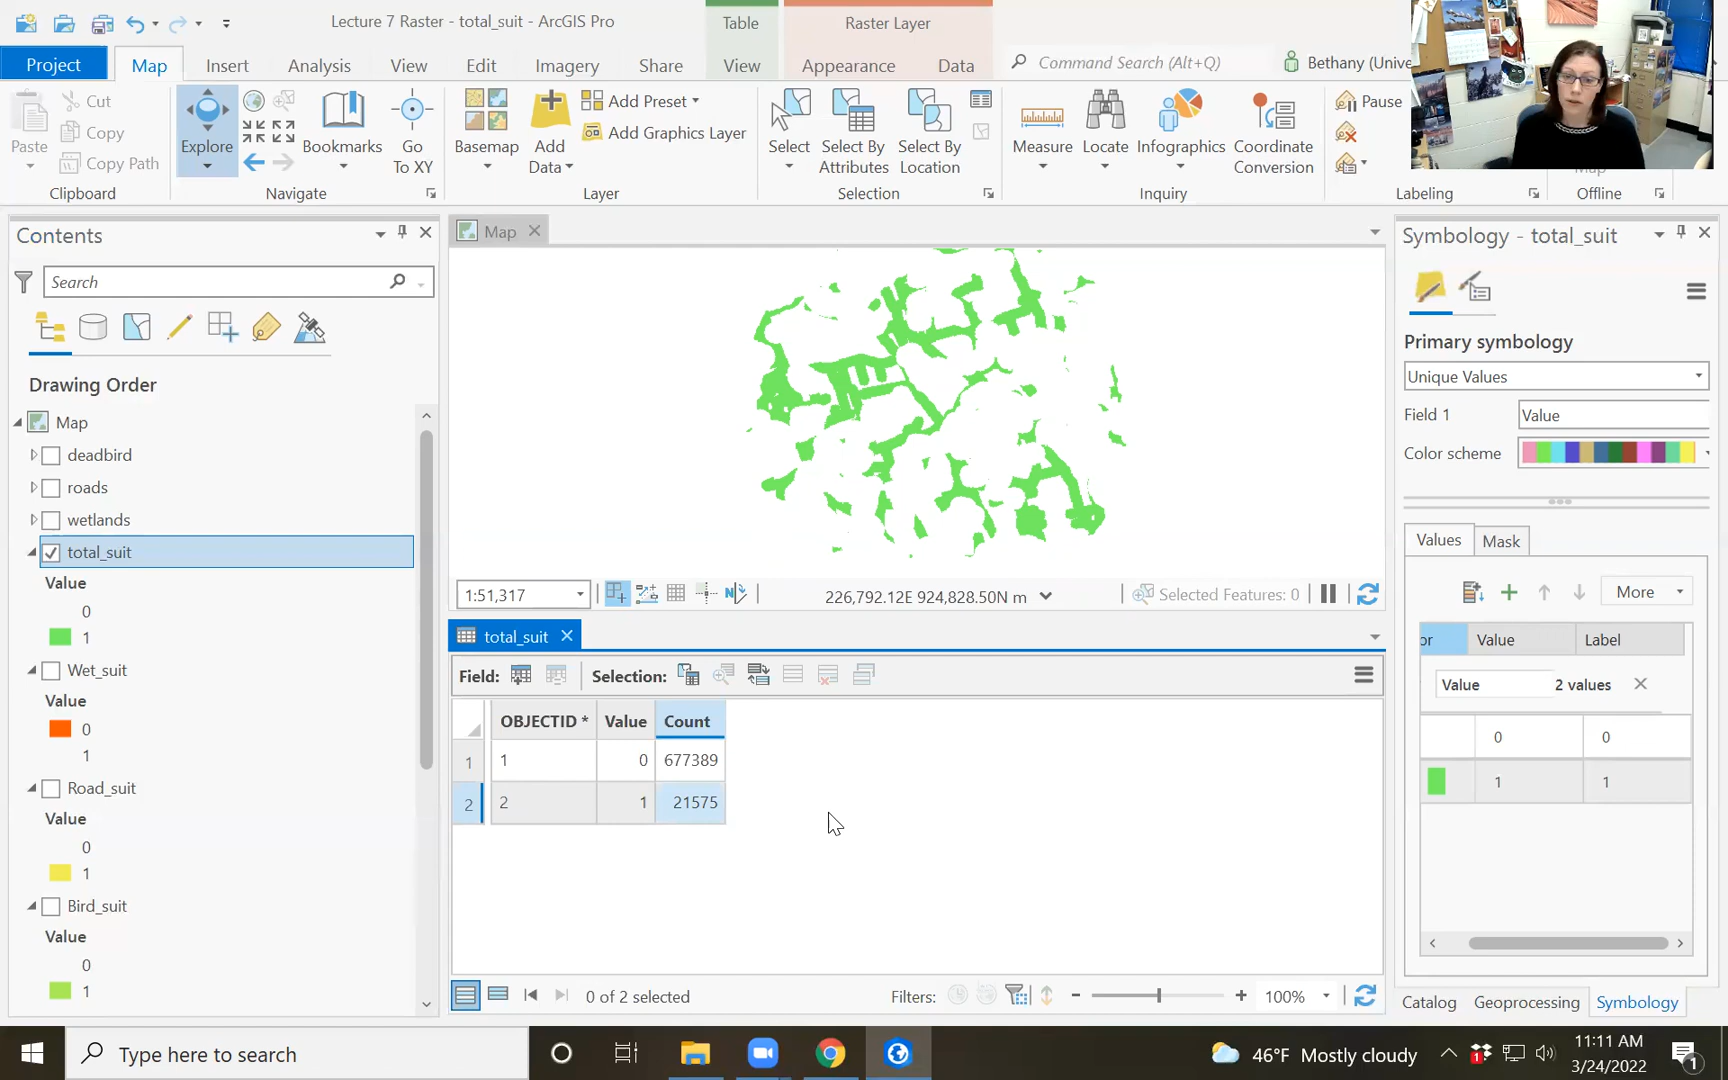 Lecture 7 Raster - total_suit - ArcGIS Pro
Table
Raster Layer
Project
Map
Insert
Analysis
View
Edit
Imagery
Share
View
Appearance
Data
Command Search (Alt+Q)
Bethany (Unive
Paste
Cut
Copy
Copy Path
Clipboard
Explore
Bookmarks
Go
To XY
Navigate
Basemap
Add
Data
Add Preset
Add Graphics Layer
Layer
Select
Select By
Attributes
Select By
Location
Selection
Measure
Locate
Infographics
Coordinate
Conversion
Inquiry
Pause
Labeling
Map
Offline
Contents
Search
Drawing Order
Map
deadbird
roads
wetlands
total_suit
Value
0
1
Wet_suit
Value
0
1
Road_suit
Value
0
1
Bird_suit
Value
0
1
Map
1:51,317
226,792.12E 924,828.50N m
Selected Features: 0
total_suit
Field:
Selection:
OBJECTID * Value Count
1 1 0 677389
2 2 1 21575
0 of 2 selected
Filters:
100%
Symbology - total_suit
Primary symbology
Unique Values
Field 1 Value
Color scheme
Values
Mask
More
or Value Label
Value 2 values
0 0
1 1
Catalog
Geoprocessing
Symbology
Type here to search
46°F Mostly cloudy
1
11:11 AM
3/24/2022
1